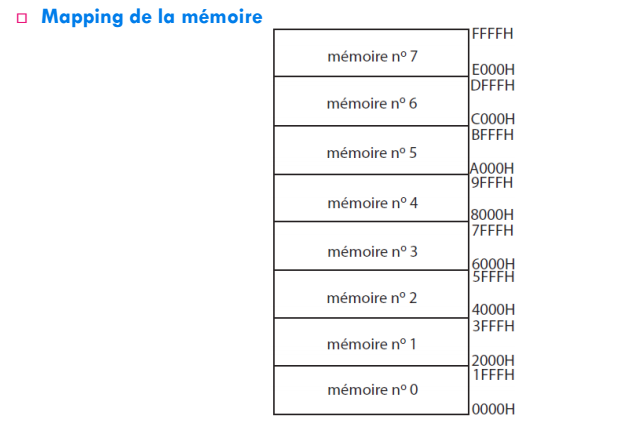 Mapping de la mémoire
FFFFH
mémoire nº 7
E000H
DFFFH
mémoire nº 6
C000H
BFFFH
mémoire nº 5
A000H
9FFFH
mémoire nº 4
8000H
7FFFH
mémoire nº 3
6000H
5FFFH
mémoire nº 2
4000H
3FFFH
mémoire nº 1
2000H
1FFFH
mémoire nº 0
0000H